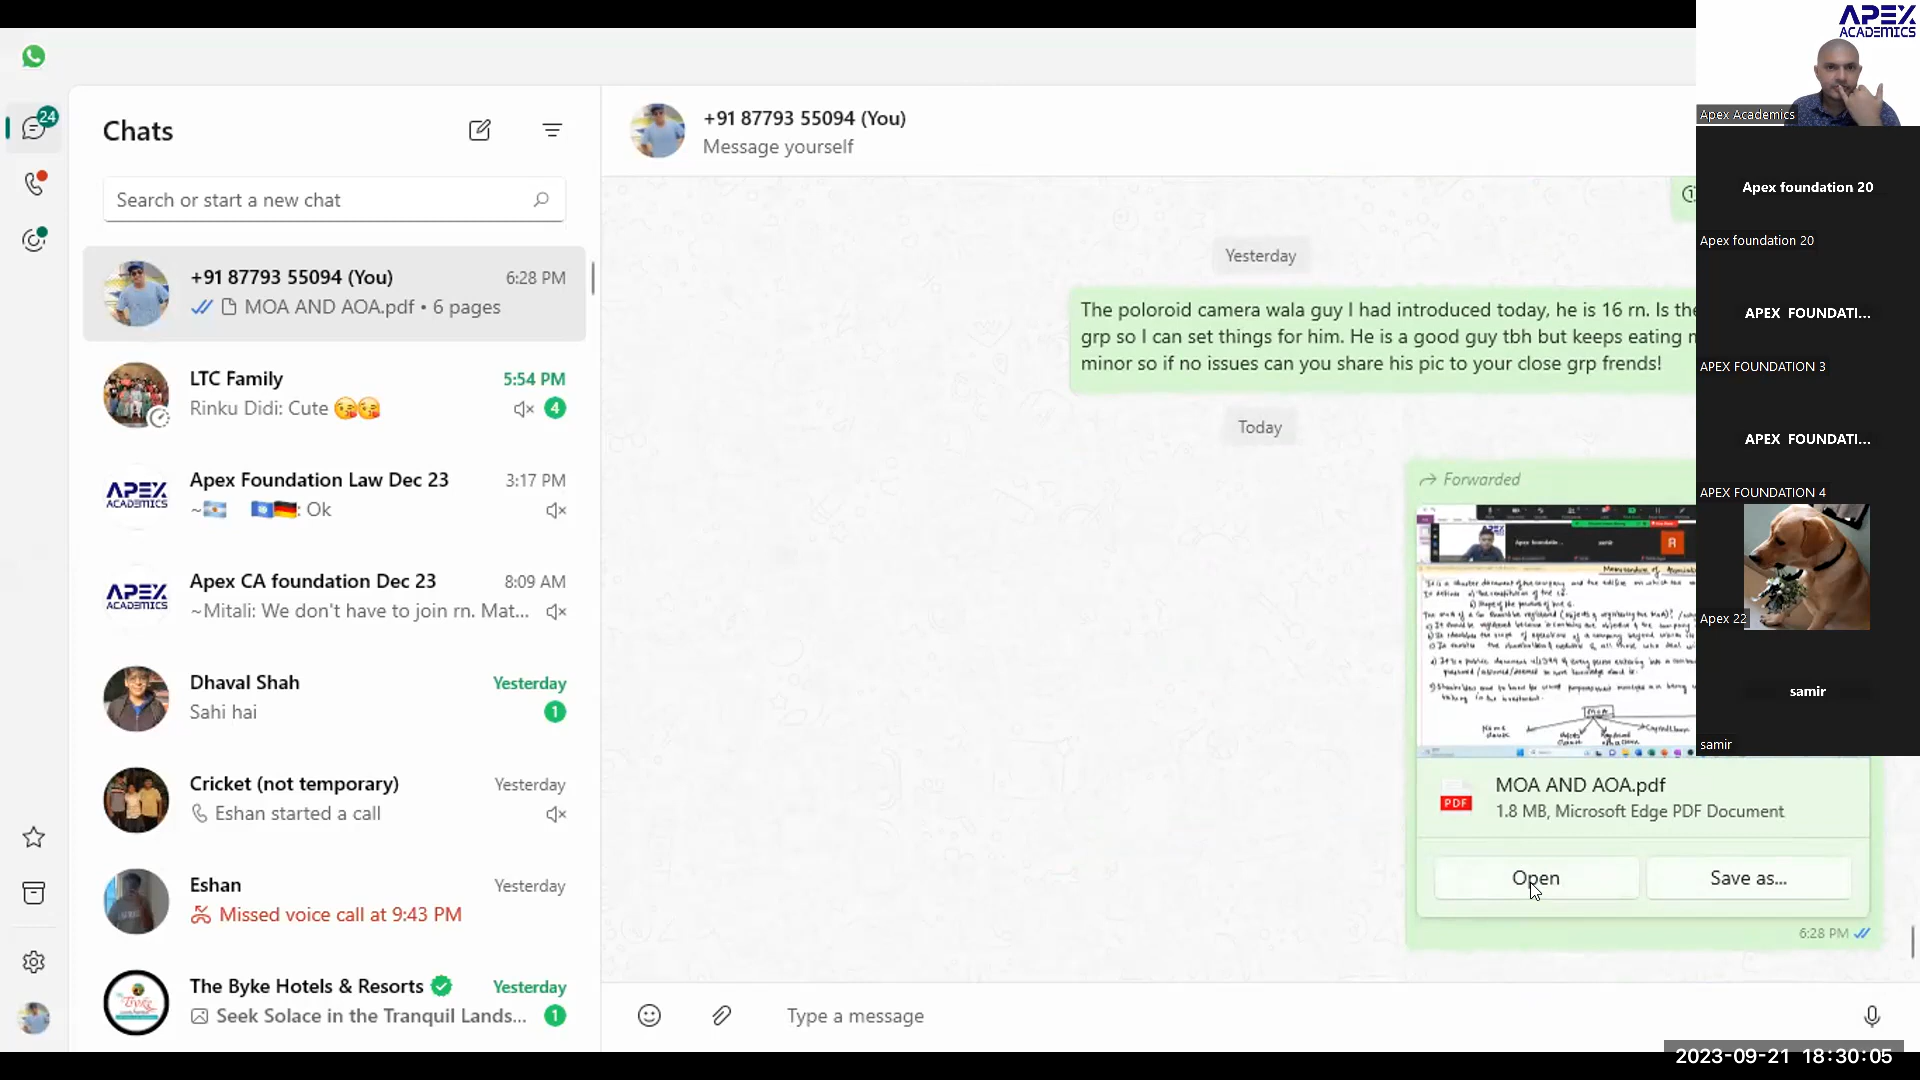 24
Chats
Search or start a new chat
+91 87793 55094 (You)
6:28 PM
MOA AND AOA.pdf • 6 pages
LTC Family
5:54 PM
Rinku Didi: Cute 😘😘
4
Apex Foundation Law Dec 23
3:17 PM
~🇦🇷 🇩🇪: Ok
Apex CA foundation Dec 23
8:09 AM
~Mitali: We don't have to join rn. Mat...
Dhaval Shah
Yesterday
Sahi hai
1
Cricket (not temporary)
Yesterday
Eshan started a call
Eshan
Yesterday
Missed voice call at 9:43 PM
The Byke Hotels & Resorts
Yesterday
Seek Solace in the Tranquil Lands...
1
APEX
ACADEMICS
APEX
ACADEMICS
+91 87793 55094 (You)
Message yourself
Yesterday
The poloroid camera wala guy I had introduced today, he is 16 rn. Is the
grp so I can set things for him. He is a good guy tbh but keeps eating
minor so if no issues can you share his pic to your close grp frends!
Today
Forwarded
MOA
PDF
MOA AND AOA.pdf
1.8 MB, Microsoft Edge PDF Document
Open
Save as...
6:28 PM
Type a message
APEX
ACADEMICS
Apex Academics
Apex foundation 20
Apex foundation 20
APEX FOUNDATI...
APEX FOUNDATION 3
APEX FOUNDATI...
APEX FOUNDATION 4
Apex 22
samir
samir
2023-09-21 18:30:05